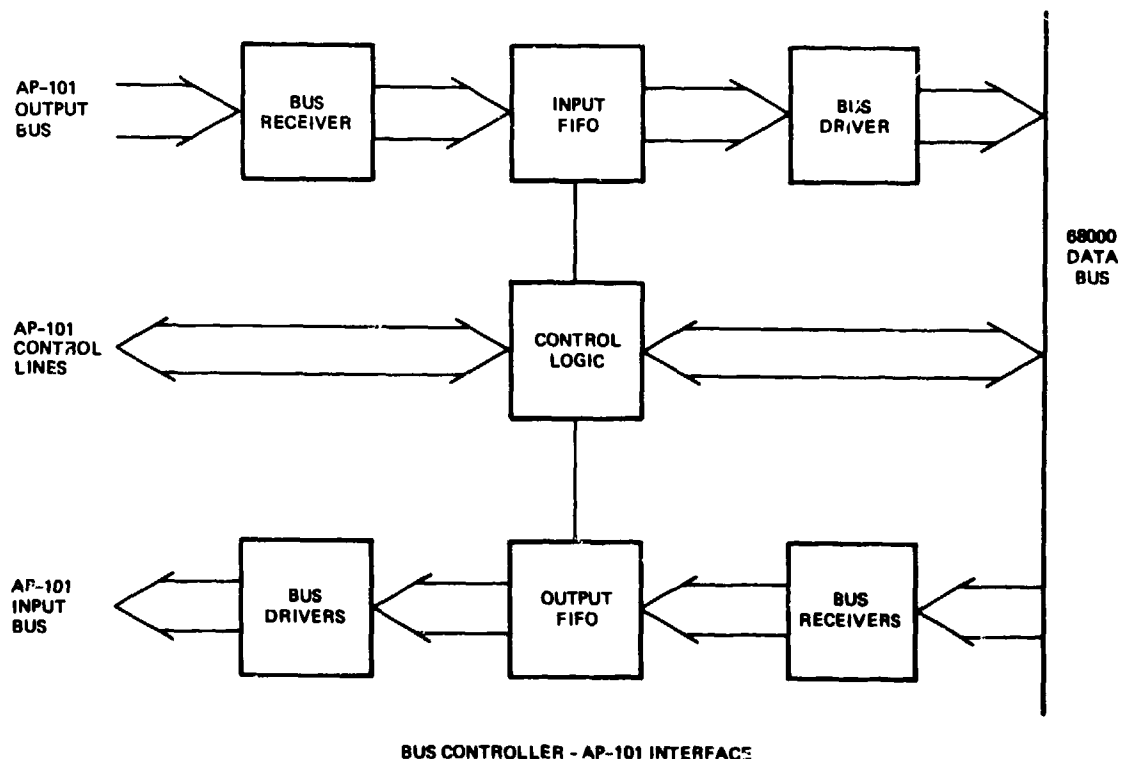 AP-101
OUTPUT
BUS
BUS
RECEIVER
INPUT
FIFO
BUS
DRIVER
68000
DATA
BUS
AP-101
CONTROL
LINES
CONTROL
LOGIC
AP-101
INPUT
BUS
BUS
DRIVERS
OUTPUT
FIFO
BUS
RECEIVERS
BUS CONTROLLER - AP-101 INTERFACE